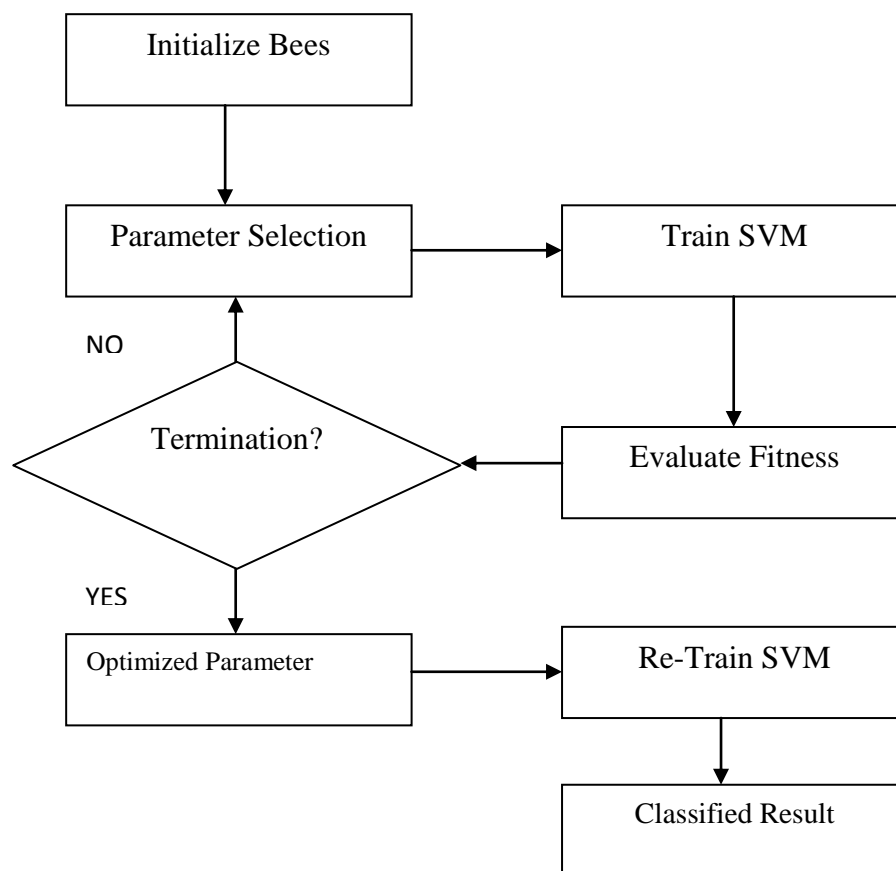 Initialize Bees
Parameter Selection
Train SVM
NO
Termination?
Evaluate Fitness
YES
Optimized Parameter
Re-Train SVM
Classified Result